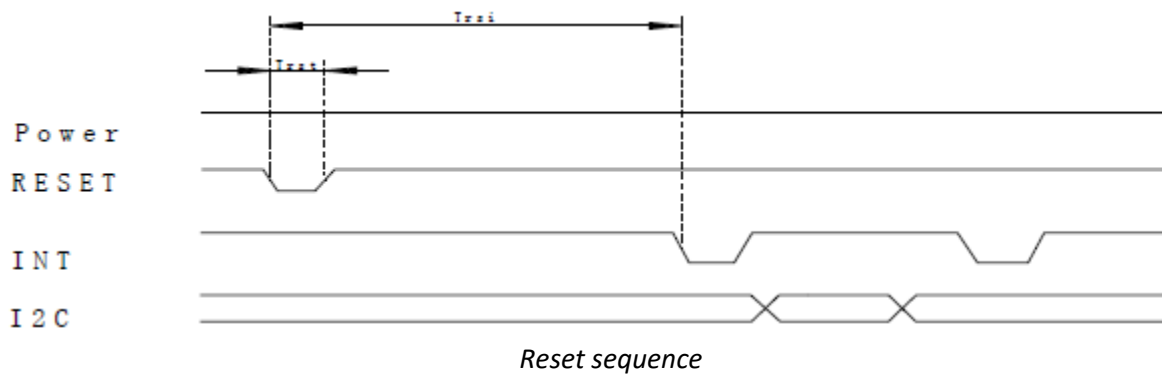 Trsi
Trst
Power
RESET
INT
I2C
Reset sequence